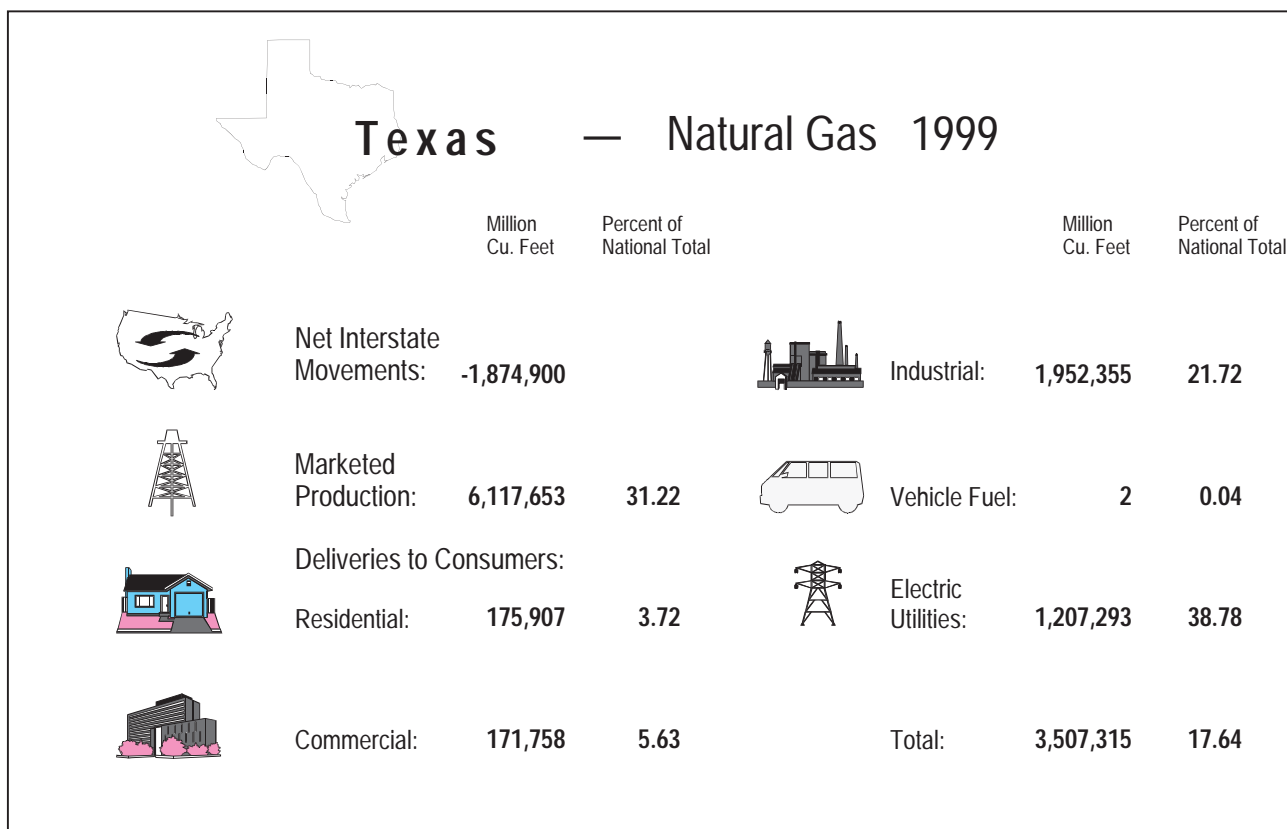 Texas — Natural Gas 1999
Million
Cu. Feet
Percent of
National Total
Million
Cu. Feet
Percent of
National Total
Net Interstate
Movements: -1,874,900
Marketed
Production: 6,117,653 31.22
Deliveries to Consumers:
Residential: 175,907 3.72
Commercial: 171,758 5.63
Industrial: 1,952,355 21.72
Vehicle Fuel: 2 0.04
Electric
Utilities: 1,207,293 38.78
Total: 3,507,315 17.64